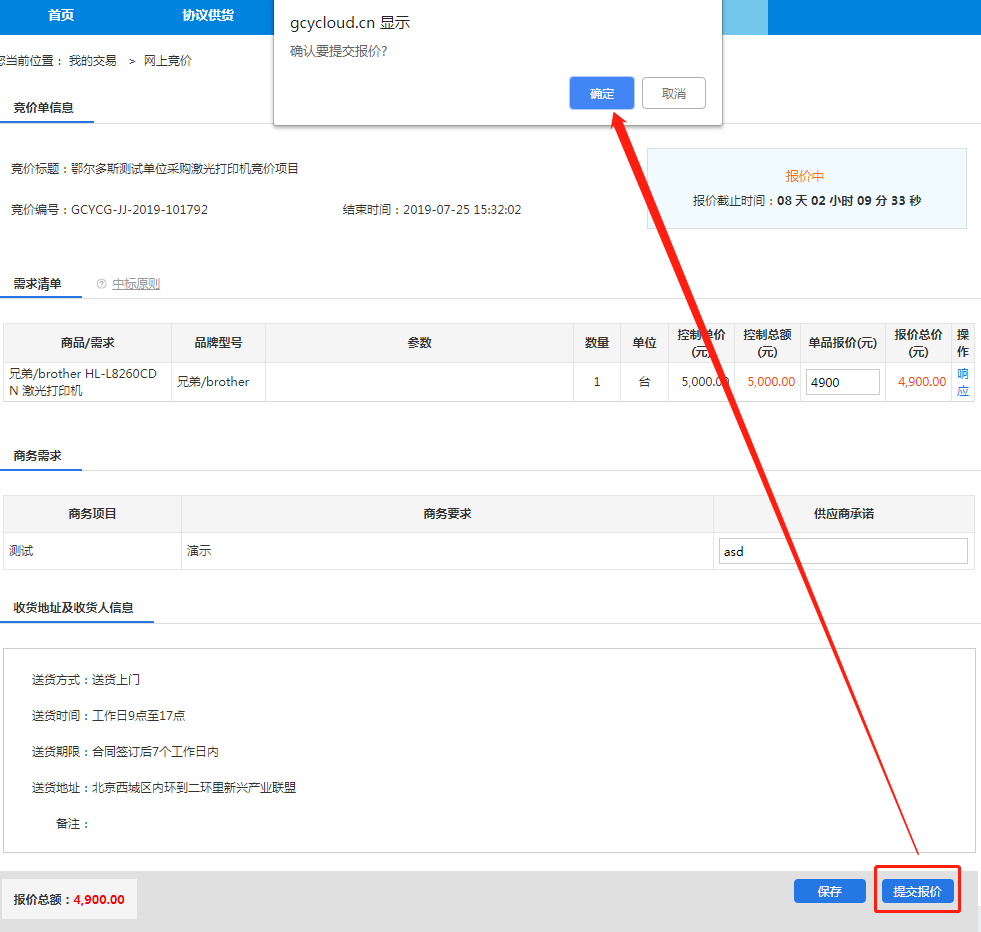 首页
协议供货
gcycloud.cn 显示
确认要提交报价?
确定
取消
您当前位置： 我的交易 > 网上竞价
竞价单信息
竞价标题：鄂尔多斯测试单位采购激光打印机竞价项目
竞价编号：GCYCG-JJ-2019-101792
结束时间：2019-07-25 15:32:02
报价中
报价截止时间：08 天 02 小时 09 分 33 秒
需求清单
中标原则
商品/需求
品牌型号
参数
数量
单位
控制单价
(元)
控制总额
(元)
单品报价(元)
报价总价
(元)
操
作
兄弟/brother HL-L8260CD
N 激光打印机
兄弟/brother
1
台
5,000.00
5,000.00
4900
4,900.00
响
应
商务需求
商务项目
商务要求
供应商承诺
测试
演示
asd
收货地址及收货人信息
送货方式：送货上门
送货时间：工作日9点至17点
送货期限：合同签订后7个工作日内
送货地址：北京西城区内环到二环里新兴产业联盟
备注：
报价总额：4,900.00
保存
提交报价